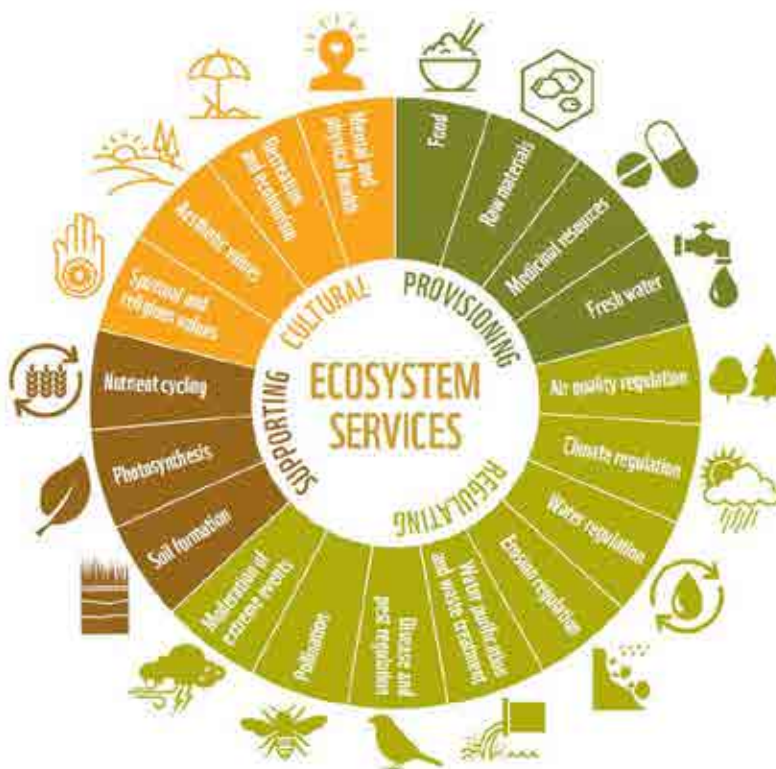 ECOSYSTEM
SERVICES
PROVISIONING
Food
Raw materials
Medicinal resources
Fresh water
REGULATING
Air quality regulation
Climate regulation
Water regulation
Erosion regulation
Water purification
and waste treatment
Disease and
pest regulation
Pollination
Moderation of
extreme events
SUPPORTING
Soil formation
Photosynthesis
Nutrient cycling
CULTURAL
Spiritual and
religious values
Aesthetic values
Recreation
and ecotourism
Mental and
physical health